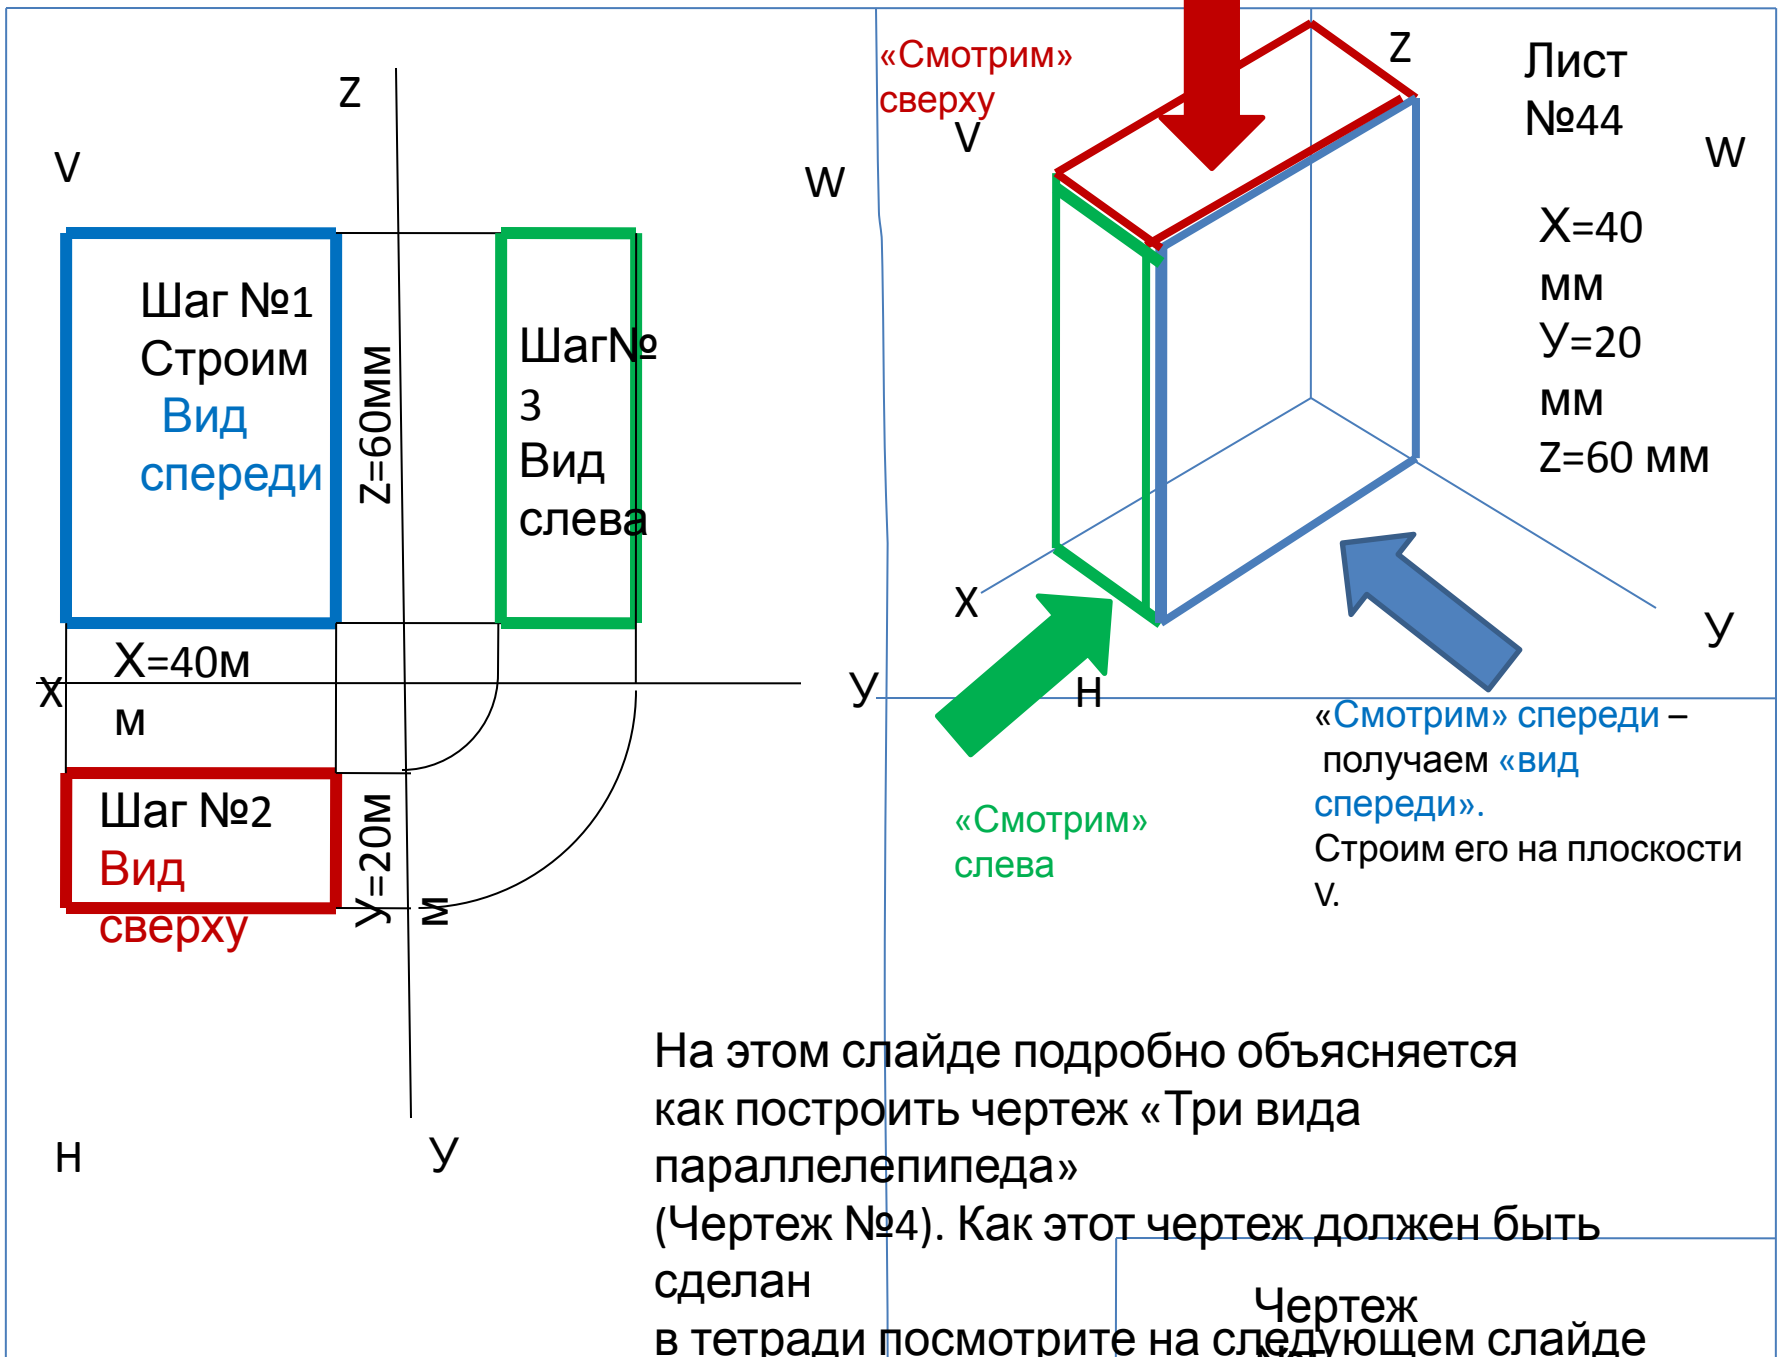 Z
V
W
Шаг №1
Строим
Вид
спереди
Z=60мм
Шаг№
3
Вид
слева
Х=40м
м
Х
У
Шаг №2
Вид
сверху
У=20м
м
Н
У
«Смотрим»
сверху
V
Z
Лист
№44
W
Х=40
мм
У=20
мм
Z=60 мм
Х
У
Н
«Смотрим» спереди –
получаем «вид
спереди».
Строим его на плоскости
V.
«Смотрим»
слева
На этом слайде подробно объясняется
как построить чертеж «Три вида
параллелепипеда»
(Чертеж №4). Как этот чертеж должен быть
сделан
в тетради посмотрите на следующем слайде
Чертеж